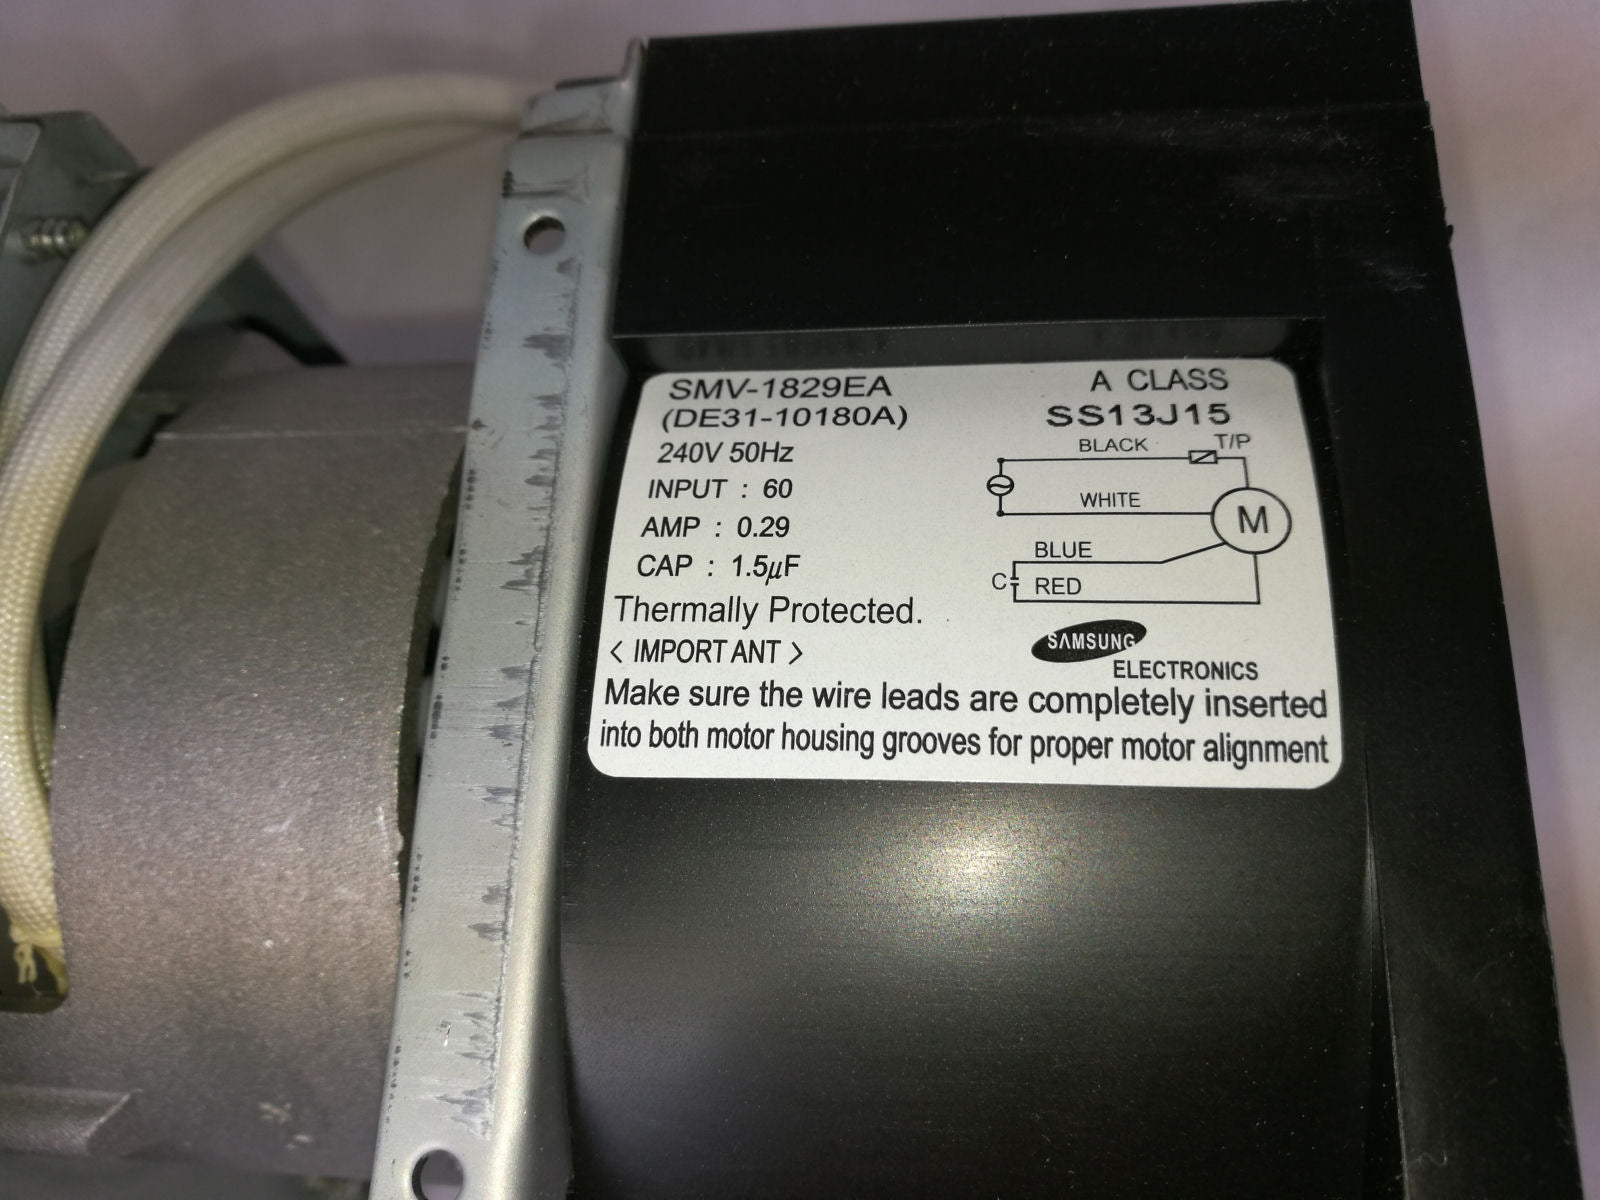 SMV-1829EA
(DE31-10180A)
240V 50Hz
INPUT : 60
AMP : 0.29
CAP : 1.5μF
Thermally Protected.
< IMPORTANT >
A CLASS
SS13J15
BLACK T/P
WHITE
M
BLUE
C RED
SAMSUNG
ELECTRONICS
Make sure the wire leads are completely inserted
into both motor housing grooves for proper motor alignment